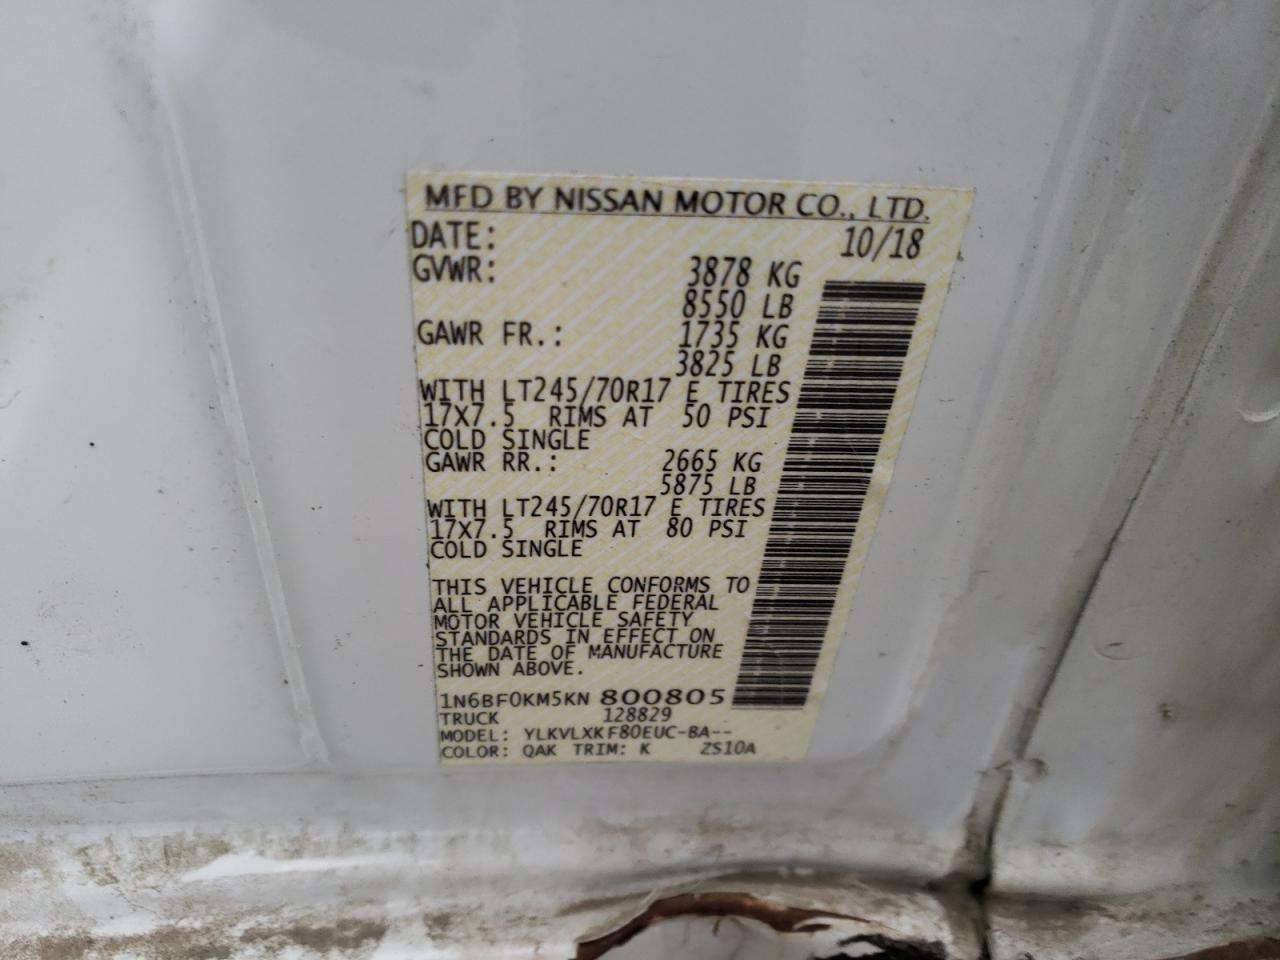 MFD BY NISSAN MOTOR CO., LTD.
DATE: 10/18
GVWR: 3878 KG
8550 LB
GAWR FR.: 1735 KG
3825 LB
WITH LT245/70R17 E TIRES
17X7.5 RIMS AT 50 PSI
COLD SINGLE
GAWR RR.: 2665 KG
5875 LB
WITH LT245/70R17 E TIRES
17X7.5 RIMS AT 80 PSI
COLD SINGLE
THIS VEHICLE CONFORMS TO
ALL APPLICABLE FEDERAL
MOTOR VEHICLE SAFETY
STANDARDS IN EFFECT ON
THE DATE OF MANUFACTURE
SHOWN ABOVE.
1N6BF0KM5KN 800805
TRUCK 128829
MODEL: YLKVLXKF80EUC-BA--
COLOR: QAK TRIM: K ZS10A